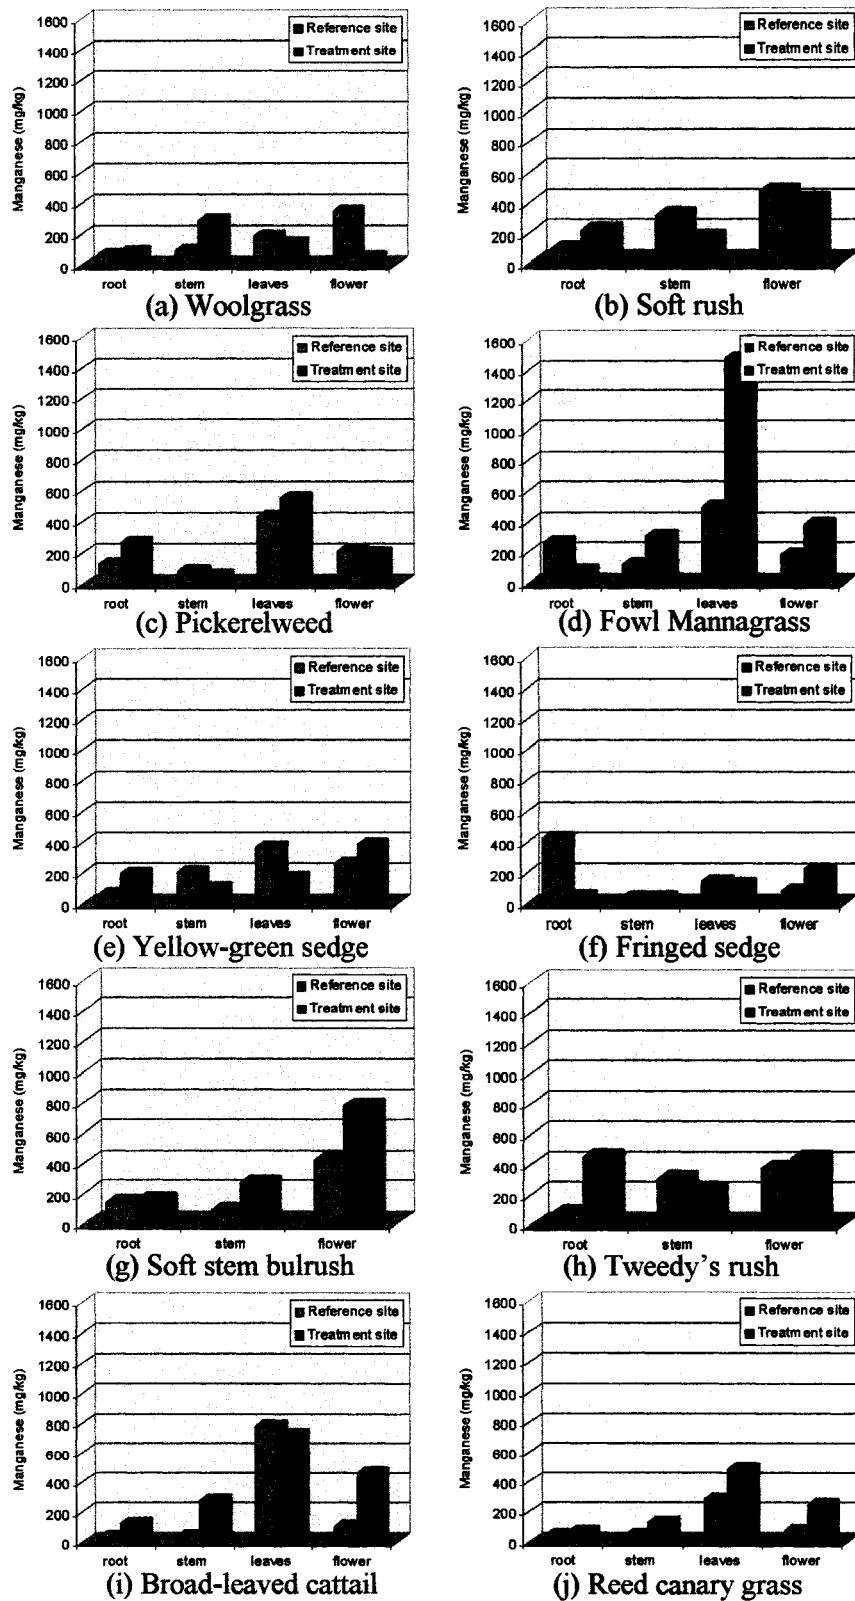 Manganese (mg/kg)
1600
1400
1200
1000
800
600
400
200
0
Reference site
Treatment site
root stem leaves flower
(a) Woolgrass
Manganese (mg/kg)
1600
1400
1200
1000
800
600
400
200
0
Reference site
Treatment site
root stem flower
(b) Soft rush
Manganese (mg/kg)
1600
1400
1200
1000
800
600
400
200
0
Reference site
Treatment site
root stem leaves flower
(c) Pickerelweed
Manganese (mg/kg)
1600
1400
1200
1000
800
600
400
200
0
Reference site
Treatment site
root stem leaves flower
(d) Fowl Mannagrass
Manganese (mg/kg)
1600
1400
1200
1000
800
600
400
200
0
Reference site
Treatment site
root stem leaves flower
(e) Yellow-green sedge
Manganese (mg/kg)
1600
1400
1200
1000
800
600
400
200
0
Reference site
Treatment site
root stem leaves flower
(f) Fringed sedge
Manganese (mg/kg)
1600
1400
1200
1000
800
600
400
200
0
Reference site
Treatment site
root stem flower
(g) Soft stem bulrush
Manganese (mg/kg)
1600
1400
1200
1000
800
600
400
200
0
Reference site
Treatment site
root stem flower
(h) Tweedy's rush
Manganese (mg/kg)
1600
1400
1200
1000
800
600
400
200
0
Reference site
Treatment site
root stem leaves flower
(i) Broad-leaved cattail
Manganese (mg/kg)
1600
1400
1200
1000
800
600
400
200
0
Reference site
Treatment site
root stem leaves flower
(j) Reed canary grass